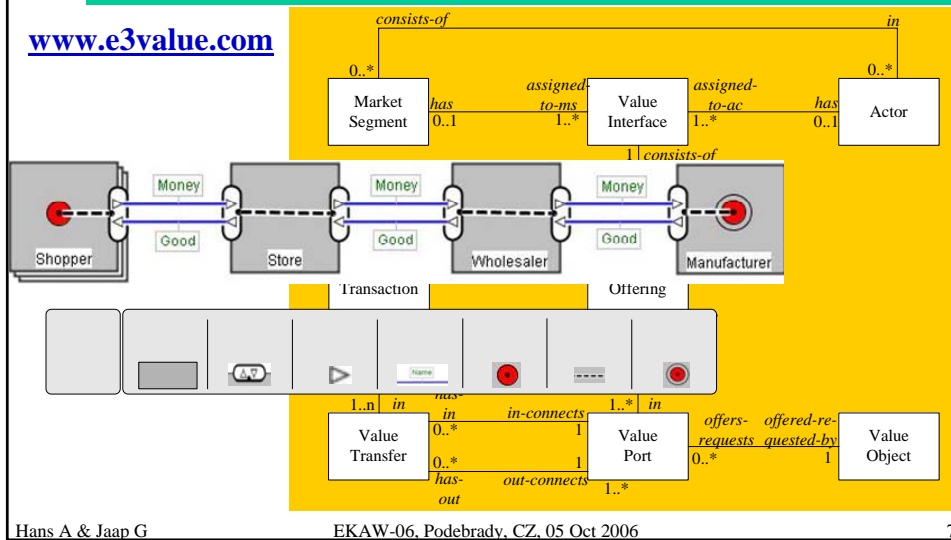 www.e3value.com
consists-of in
0..* 0..*
Market Segment
has
0..1
assigned-to-ms
1..*
Value Interface
assigned-to-ac
1..*
has
0..1
Actor
1 consists-of
Money Money Money
Good Good Good
Shopper Store Wholesaler Manufacturer
Transaction Offering
Name
1..n in
has-in
0..*
in-connects
1
1..* in
Value Transfer
Value Port
offers-requests
0..*
offered-re-quested-by
1
Value Object
0..*
has-out
1
out-connects
1..*
Hans A & Jaap G EKAW-06, Podebrady, CZ, 05 Oct 2006